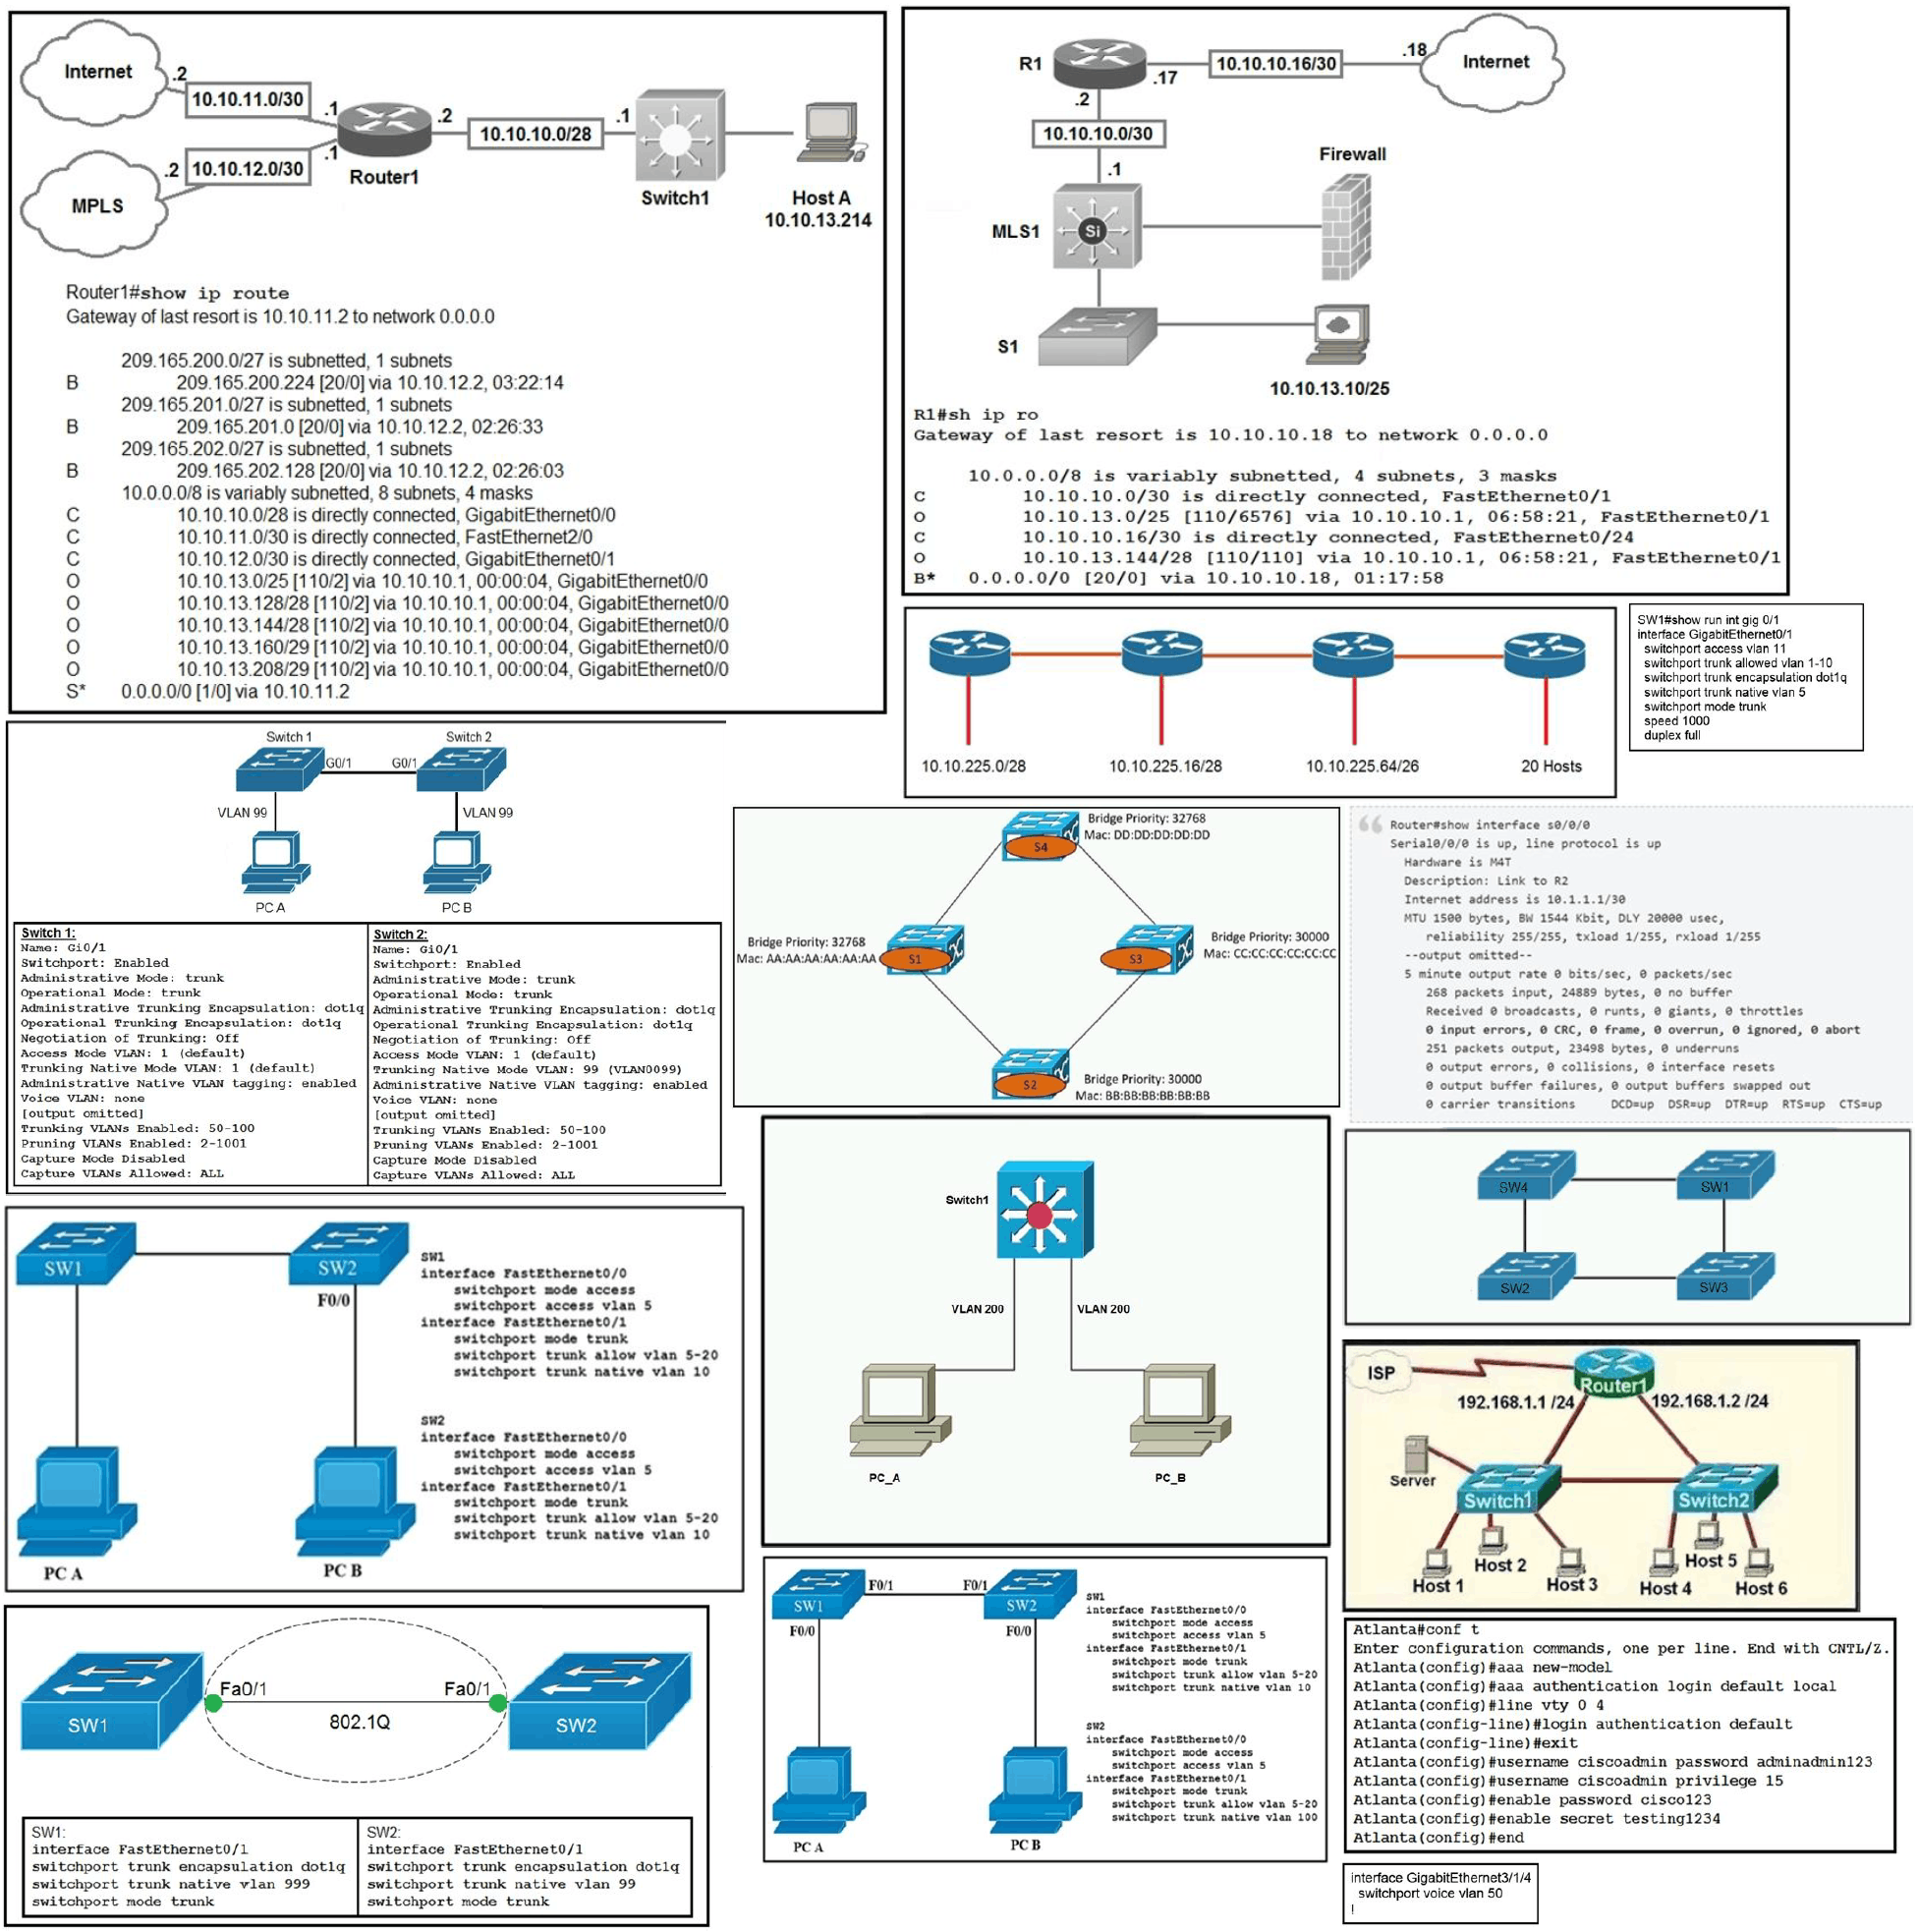 Internet
.2
10.10.11.0/30
.1
.2
10.10.10.0/28
.1
.1
.2
10.10.12.0/30
Router1
MPLS
Switch1
Host A
10.10.13.214
Router1#show ip route
Gateway of last resort is 10.10.11.2 to network 0.0.0.0
209.165.200.0/27 is subnetted, 1 subnets
B 209.165.200.224 [20/0] via 10.10.12.2, 03:22:14
209.165.201.0/27 is subnetted, 1 subnets
B 209.165.201.0 [20/0] via 10.10.12.2, 02:26:33
209.165.202.0/27 is subnetted, 1 subnets
B 209.165.202.128 [20/0] via 10.10.12.2, 02:26:03
10.0.0.0/8 is variably subnetted, 8 subnets, 4 masks
C 10.10.10.0/28 is directly connected, GigabitEthernet0/0
C 10.10.11.0/30 is directly connected, FastEthernet2/0
C 10.10.12.0/30 is directly connected, GigabitEthernet0/1
O 10.10.13.0/25 [110/2] via 10.10.10.1, 00:00:04, GigabitEthernet0/0
O 10.10.13.128/28 [110/2] via 10.10.10.1, 00:00:04, GigabitEthernet0/0
O 10.10.13.144/28 [110/2] via 10.10.10.1, 00:00:04, GigabitEthernet0/0
O 10.10.13.160/29 [110/2] via 10.10.10.1, 00:00:04, GigabitEthernet0/0
O 10.10.13.208/29 [110/2] via 10.10.10.1, 00:00:04, GigabitEthernet0/0
S* 0.0.0.0/0 [1/0] via 10.10.11.2
R1
.17
10.10.10.16/30
.18
Internet
.2
10.10.10.0/30
.1
Firewall
MLS1
Si
S1
10.10.13.10/25
R1#sh ip ro
Gateway of last resort is 10.10.10.18 to network 0.0.0.0
10.0.0.0/8 is variably subnetted, 4 subnets, 3 masks
C 10.10.10.0/30 is directly connected, FastEthernet0/1
O 10.10.13.0/25 [110/6576] via 10.10.10.1, 06:58:21, FastEthernet0/1
C 10.10.10.16/30 is directly connected, FastEthernet0/24
O 10.10.13.144/28 [110/110] via 10.10.10.1, 06:58:21, FastEthernet0/1
B* 0.0.0.0/0 [20/0] via 10.10.10.18, 01:17:58
10.10.225.0/28
10.10.225.16/28
10.10.225.64/26
20 Hosts
SW1#show run int gig 0/1
interface GigabitEthernet0/1
switchport access vlan 11
switchport trunk allowed vlan 1-10
switchport trunk encapsulation dot1q
switchport trunk native vlan 5
switchport mode trunk
speed 1000
duplex full
Switch 1
Switch 2
G0/1
G0/1
VLAN 99
VLAN 99
PC A
PC B
Switch 1:
Name: Gi0/1
Switchport: Enabled
Administrative Mode: trunk
Operational Mode: trunk
Administrative Trunking Encapsulation: dot1q
Operational Trunking Encapsulation: dot1q
Negotiation of Trunking: Off
Access Mode VLAN: 1 (default)
Trunking Native Mode VLAN: 1 (default)
Administrative Native VLAN tagging: enabled
Voice VLAN: none
[output omitted]
Trunking VLANs Enabled: 50-100
Pruning VLANs Enabled: 2-1001
Capture Mode Disabled
Capture VLANs Allowed: ALL
Switch 2:
Name: Gi0/1
Switchport: Enabled
Administrative Mode: trunk
Operational Mode: trunk
Administrative Trunking Encapsulation: dot1q
Operational Trunking Encapsulation: dot1q
Negotiation of Trunking: Off
Access Mode VLAN: 1 (default)
Trunking Native Mode VLAN: 99 (VLAN0099)
Administrative Native VLAN tagging: enabled
Voice VLAN: none
[output omitted]
Trunking VLANs Enabled: 50-100
Pruning VLANs Enabled: 2-1001
Capture Mode Disabled
Capture VLANs Allowed: ALL
Bridge Priority: 32768
Mac: DD:DD:DD:DD:DD
S4
Bridge Priority: 32768
Mac: AA:AA:AA:AA:AA:AA
S1
S3
Bridge Priority: 30000
Mac: CC:CC:CC:CC:CC:CC
S2
Bridge Priority: 30000
Mac: BB:BB:BB:BB:BB:BB
Router#show interface s0/0/0
Serial0/0/0 is up, line protocol is up
Hardware is M4T
Description: Link to R2
Internet address is 10.1.1.1/30
MTU 1500 bytes, BW 1544 Kbit, DLY 20000 usec,
reliability 255/255, txload 1/255, rxload 1/255
--output omitted--
5 minute output rate 0 bits/sec, 0 packets/sec
268 packets input, 24889 bytes, 0 no buffer
Received 0 broadcasts, 0 runts, 0 giants, 0 throttles
0 input errors, 0 CRC, 0 frame, 0 overrun, 0 ignored, 0 abort
251 packets output, 23498 bytes, 0 underruns
0 output errors, 0 collisions, 0 interface resets
0 output buffer failures, 0 output buffers swapped out
0 carrier transitions DCD=up DSR=up DTR=up RTS=up CTS=up
SW4
SW1
SW2
SW3
Switch1
VLAN 200
VLAN 200
PC_A
PC_B
SW1
SW2
F0/0
PC A
PC B
SW1
interface FastEthernet0/0
switchport mode access
switchport access vlan 5
interface FastEthernet0/1
switchport mode trunk
switchport trunk allow vlan 5-20
switchport trunk native vlan 10
SW2
interface FastEthernet0/0
switchport mode access
switchport access vlan 5
interface FastEthernet0/1
switchport mode trunk
switchport trunk allow vlan 5-20
switchport trunk native vlan 10
ISP
Router1
192.168.1.1 /24
192.168.1.2 /24
Server
Switch1
Switch2
Host 1
Host 2
Host 3
Host 4
Host 5
Host 6
SW1
Fa0/1
Fa0/1
802.1Q
SW2
SW1:
interface FastEthernet0/1
switchport trunk encapsulation dot1q
switchport trunk native vlan 999
switchport mode trunk
SW2:
interface FastEthernet0/1
switchport trunk encapsulation dot1q
switchport trunk native vlan 99
switchport mode trunk
SW1
F0/1
F0/1
SW2
F0/0
F0/0
PC A
PC B
SW1
interface FastEthernet0/0
switchport mode access
switchport access vlan 5
interface FastEthernet0/1
switchport mode trunk
switchport trunk allow vlan 5-20
switchport trunk native vlan 10
SW2
interface FastEthernet0/0
switchport mode access
switchport access vlan 5
interface FastEthernet0/1
switchport mode trunk
switchport trunk allow vlan 5-20
switchport trunk native vlan 100
Atlanta#conf t
Enter configuration commands, one per line. End with CNTL/Z.
Atlanta(config)#aaa new-model
Atlanta(config)#aaa authentication login default local
Atlanta(config)#line vty 0 4
Atlanta(config-line)#login authentication default
Atlanta(config-line)#exit
Atlanta(config)#username ciscoadmin password adminadmin123
Atlanta(config)#username ciscoadmin privilege 15
Atlanta(config)#enable password cisco123
Atlanta(config)#enable secret testing1234
Atlanta(config)#end
interface GigabitEthernet3/1/4
switchport voice vlan 50
!